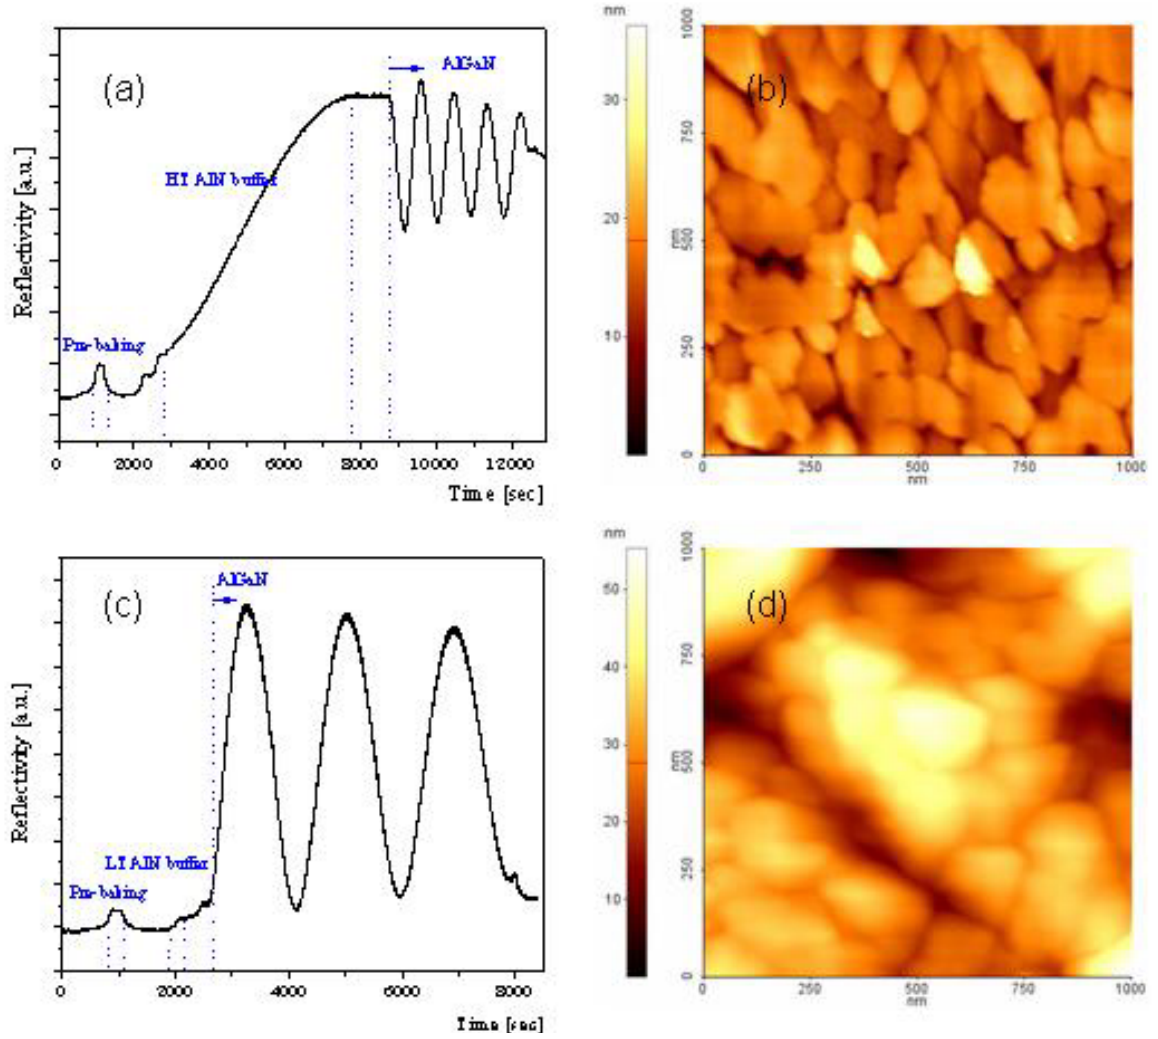 (a)
AlGaN
HT AlN buffer
Pre-baking
Reflectivity [a.u.]
0 2000 4000 6000 8000 10000 12000
Time [sec]
nm
30
20
10
(b)
1000
750
500
250
0
nm
0 250 500 750 1000
nm
(c)
AlGaN
LT AlN buffer
Pre-baking
Reflectivity [a.u.]
0 2000 4000 6000 8000
Time [sec]
nm
50
40
30
20
10
(d)
1000
750
500
250
0
nm
0 250 500 750 1000
nm